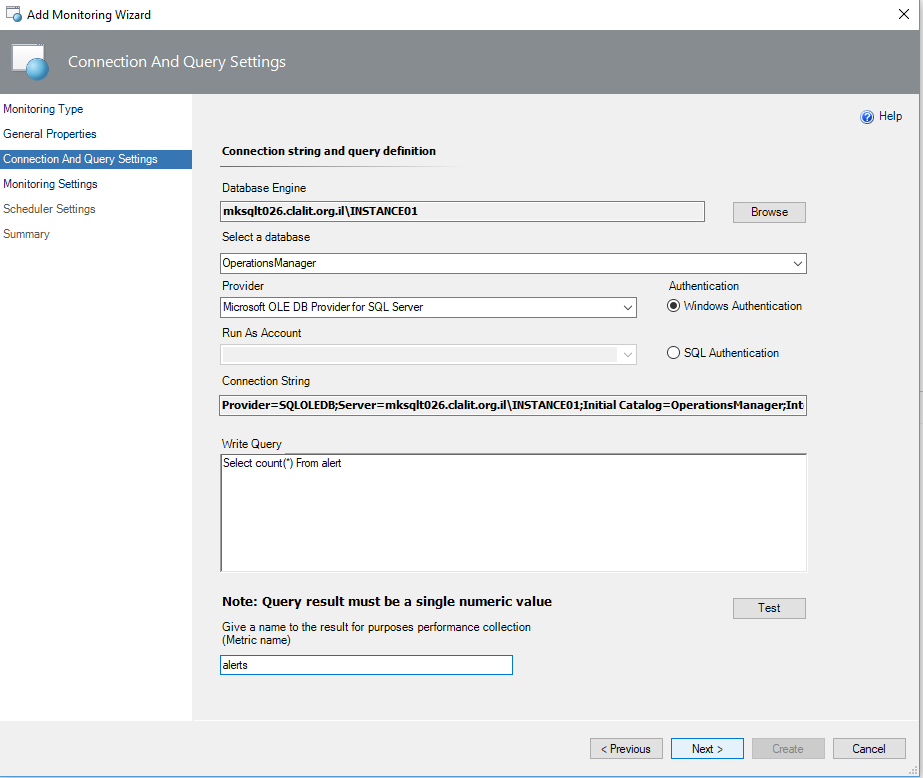 Add Monitoring Wizard
Connection And Query Settings
Monitoring Type
General Properties
Connection And Query Settings
Monitoring Settings
Scheduler Settings
Summary
Help
Connection string and query definition
Database Engine
mksqlt026.clalit.org.il\INSTANCE01
Browse
Select a database
OperationsManager
Provider
Authentication
Microsoft OLE DB Provider for SQL Server
Windows Authentication
Run As Account
SQL Authentication
Connection String
Provider=SQLOLEDB;Server=mksqlt026.clalit.org.il\INSTANCE01;Initial Catalog=OperationsManager;Int
Write Query
Select count(*) From alert
Note: Query result must be a single numeric value
Test
Give a name to the result for purposes performance collection
(Metric name)
alerts
< Previous
Next >
Create
Cancel